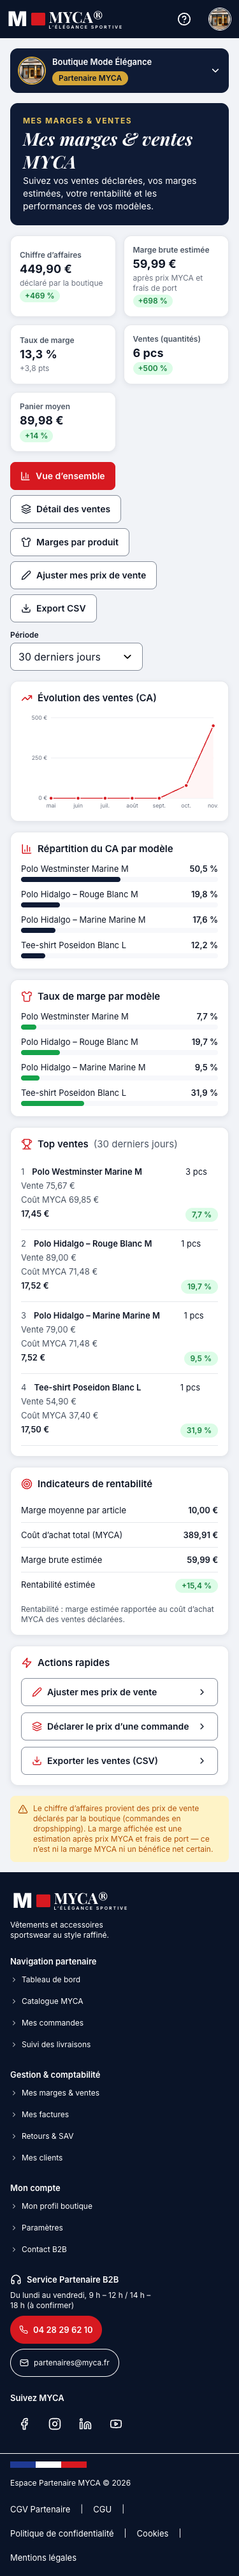 M MYCA®
L'ÉLÉGANCE SPORTIVE
Boutique Mode Élégance
Partenaire MYCA
MES MARGES & VENTES
Mes marges & ventes
MYCA
Suivez vos ventes déclarées, vos marges
estimées, votre rentabilité et les
performances de vos modèles.
Chiffre d'affaires
449,90 €
déclaré par la boutique
+469 %
Marge brute estimée
59,99 €
après prix MYCA et
frais de port
+698 %
Taux de marge
13,3 %
+3,8 pts
Ventes (quantités)
6 pcs
+500 %
Panier moyen
89,98 €
+14 %
Vue d'ensemble
Détail des ventes
Marges par produit
Ajuster mes prix de vente
Export CSV
Période
30 derniers jours
Évolution des ventes (CA)
500 €
250 €
0 €
mai juin juil. août sept. oct. nov
Répartition du CA par modèle
Polo Westminster Marine M 50,5 %
Polo Hidalgo – Rouge Blanc M 19,8 %
Polo Hidalgo – Marine Marine M 17,6 %
Tee-shirt Poseidon Blanc L 12,2 %
Taux de marge par modèle
Polo Westminster Marine M 7,7 %
Polo Hidalgo – Rouge Blanc M 19,7 %
Polo Hidalgo – Marine Marine M 9,5 %
Tee-shirt Poseidon Blanc L 31,9 %
Top ventes (30 derniers jours)
1 Polo Westminster Marine M 3 pcs
Vente 75,67 €
Coût MYCA 69,85 €
17,45 € 7,7 %
2 Polo Hidalgo – Rouge Blanc M 1 pcs
Vente 89,00 €
Coût MYCA 71,48 €
17,52 € 19,7 %
3 Polo Hidalgo – Marine Marine M 1 pcs
Vente 79,00 €
Coût MYCA 71,48 €
7,52 € 9,5 %
4 Tee-shirt Poseidon Blanc L 1 pcs
Vente 54,90 €
Coût MYCA 37,40 €
17,50 € 31,9 %
Indicateurs de rentabilité
Marge moyenne par article 10,00 €
Coût d'achat total (MYCA) 389,91 €
Marge brute estimée 59,99 €
Rentabilité estimée +15,4 %
Rentabilité : marge estimée rapportée au coût d'achat
MYCA des ventes déclarées.
Actions rapides
Ajuster mes prix de vente
Déclarer le prix d'une commande
Exporter les ventes (CSV)
Le chiffre d'affaires provient des prix de vente
déclarés par la boutique (commandes en
dropshipping). La marge affichée est une
estimation après prix MYCA et frais de port — ce
n'est ni la marge MYCA ni un bénéfice net certain.
M MYCA®
L'ÉLÉGANCE SPORTIVE
Vêtements et accessoires
sportswear au style raffiné.
Navigation partenaire
Tableau de bord
Catalogue MYCA
Mes commandes
Suivi des livraisons
Gestion & comptabilité
Mes marges & ventes
Mes factures
Retours & SAV
Mes clients
Mon compte
Mon profil boutique
Paramètres
Contact B2B
Service Partenaire B2B
Du lundi au vendredi, 9 h – 12 h / 14 h –
18 h (à confirmer)
04 28 29 62 10
partenaires@myca.fr
Suivez MYCA
Espace Partenaire MYCA © 2026
CGV Partenaire | CGU |
Politique de confidentialité | Cookies |
Mentions légales